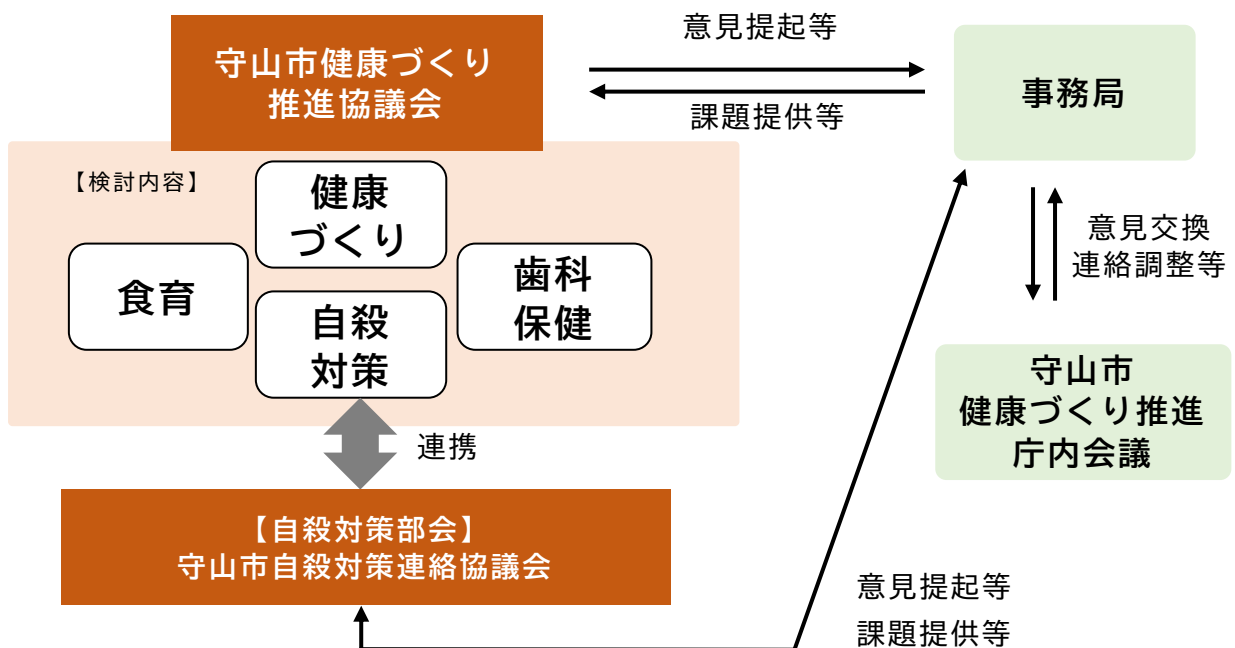 守山市健康づくり
推進協議会
意見提起等
課題提供等
事務局
【検討内容】
健康
づくり
食育
歯科
保健
自殺
対策
意見交換
連絡調整等
守山市
健康づくり推進
庁内会議
連携
【自殺対策部会】
守山市自殺対策連絡協議会
意見提起等
課題提供等